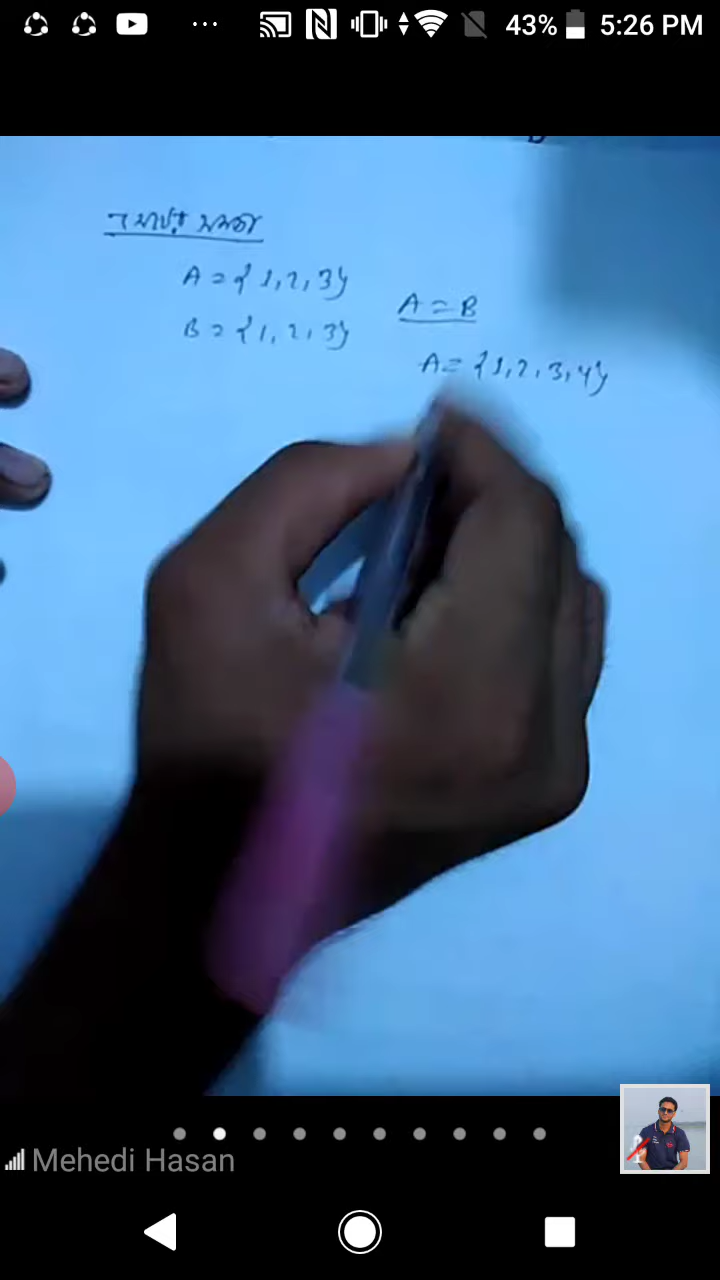 43% 5:26 PM
A = {1, 2, 3}
B = {1, 2, 3}
A = B
A = {1, 2, 3, 4}
Mehedi Hasan